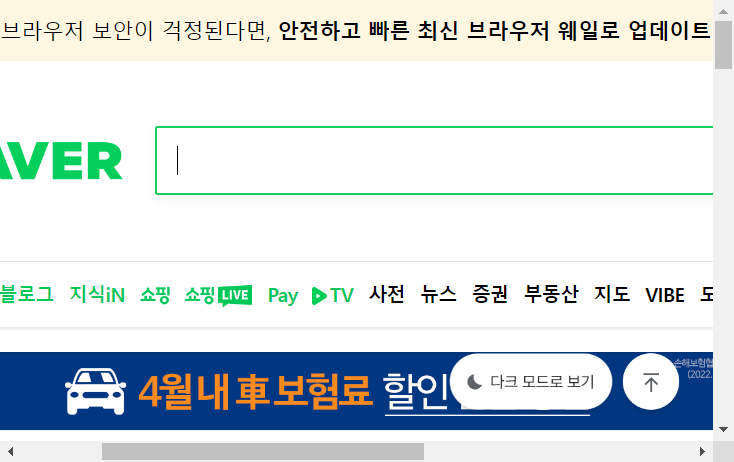 브라우저 보안이 걱정된다면, 안전하고 빠른 최신 브라우저 웨일로 업데이트
AVER
블로그 지식iN 쇼핑 쇼핑LIVE Pay TV 사전 뉴스 증권 부동산 지도 VIBE 도
4월 내 車 보험료 할인
다크 모드로 보기
손해보험협
(2022.